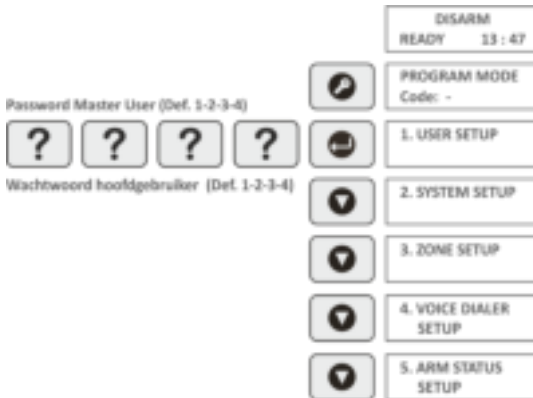 DISARM
READY 13 : 47
PROGRAM MODE
Code: -
Password Master User (Def. 1-2-3-4)
? ? ? ?
1. USER SETUP
Wachtwoord hoofdgebruiker (Def. 1-2-3-4)
2. SYSTEM SETUP
3. ZONE SETUP
4. VOICE DIALER
SETUP
5. ARM STATUS
SETUP